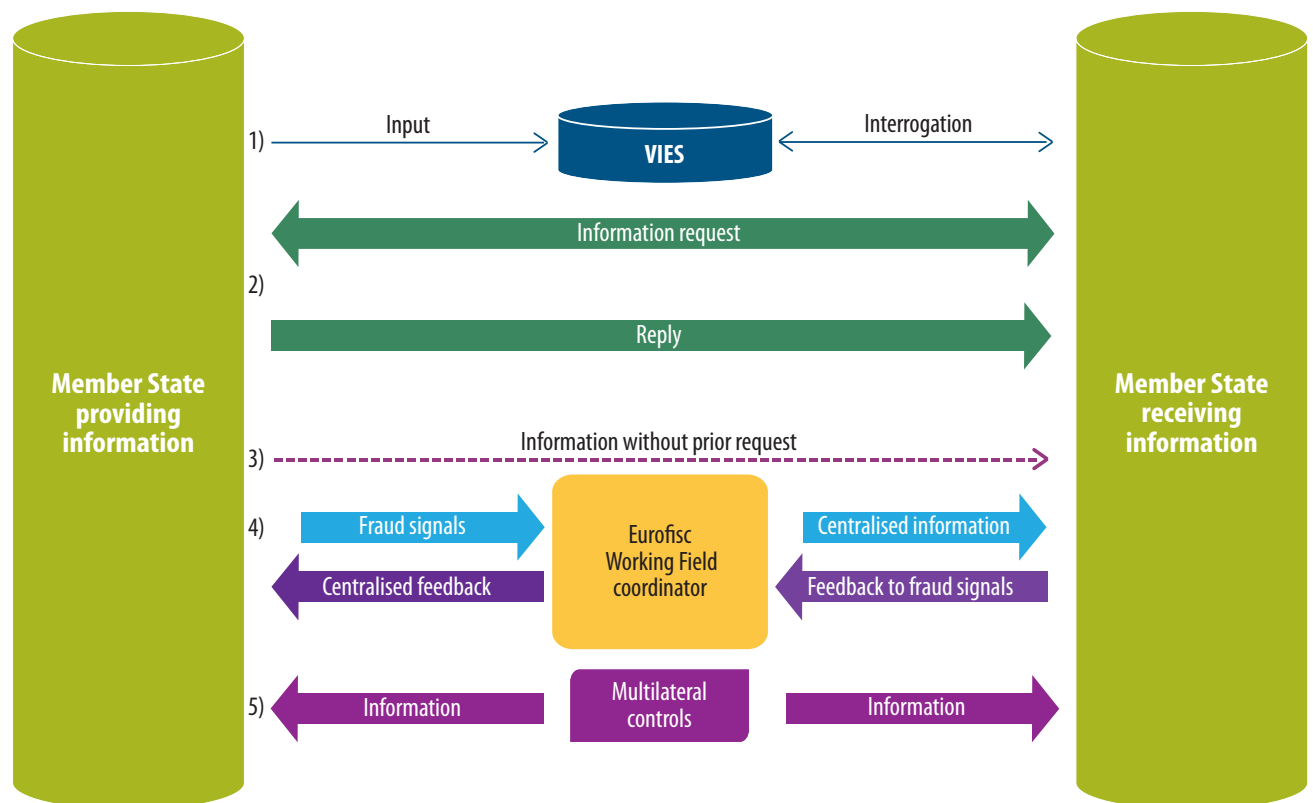 1)
Input
VIES
Interrogation
Information request
2)
Reply
Member State
providing
information
Member State
receiving
information
3)
Information without prior request
4)
Fraud signals
Eurofisc
Working Field
coordinator
Centralised information
Centralised feedback
Feedback to fraud signals
5)
Information
Multilateral
controls
Information